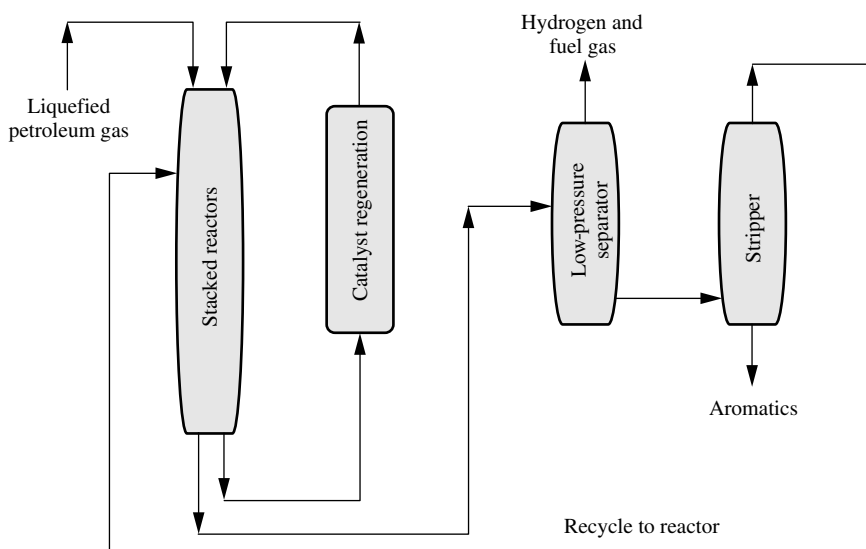 Hydrogen and
fuel gas
Liquefied
petroleum gas
Stacked reactors
Catalyst regeneration
Low-pressure
separator
Stripper
Aromatics
Recycle to reactor